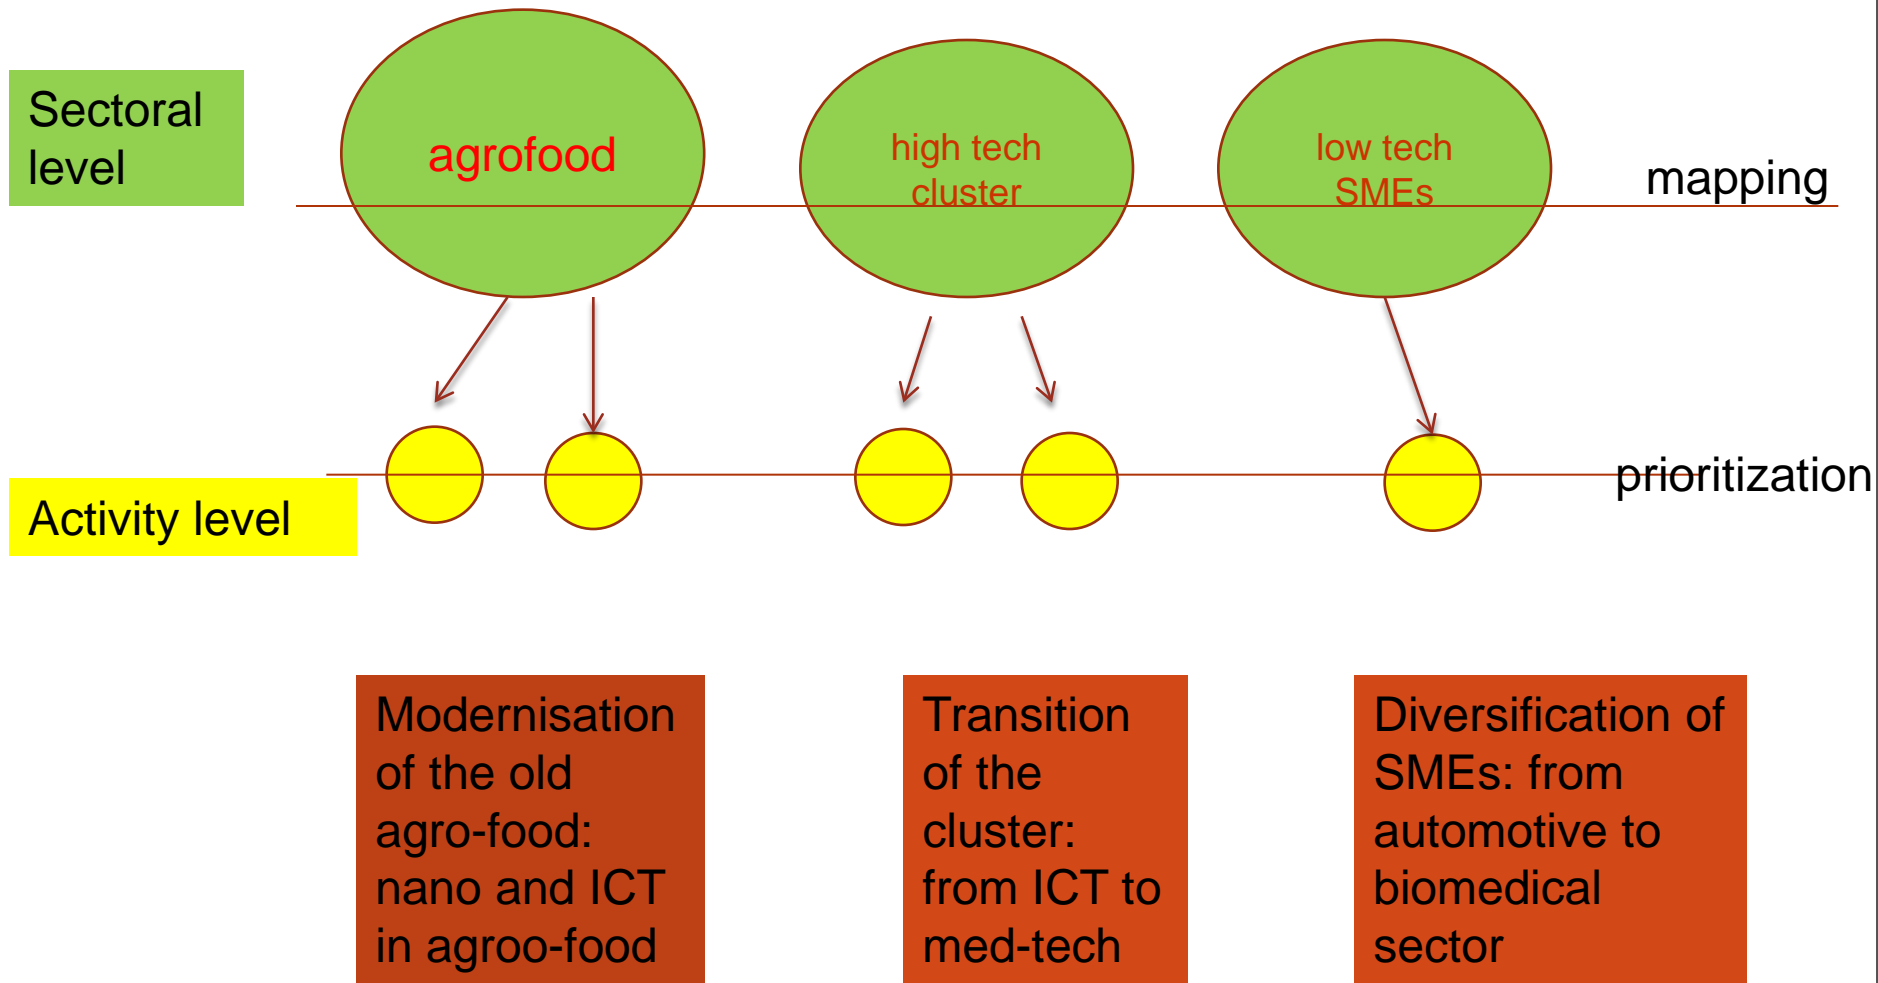 Sectoral
level
agrofood
high tech
cluster
low tech
SMEs
mapping
Activity level
prioritization
Modernisation
of the old
agro-food:
nano and ICT
in agroo-food
Transition
of the
cluster:
from ICT to
med-tech
Diversification of
SMEs: from
automotive to
biomedical
sector